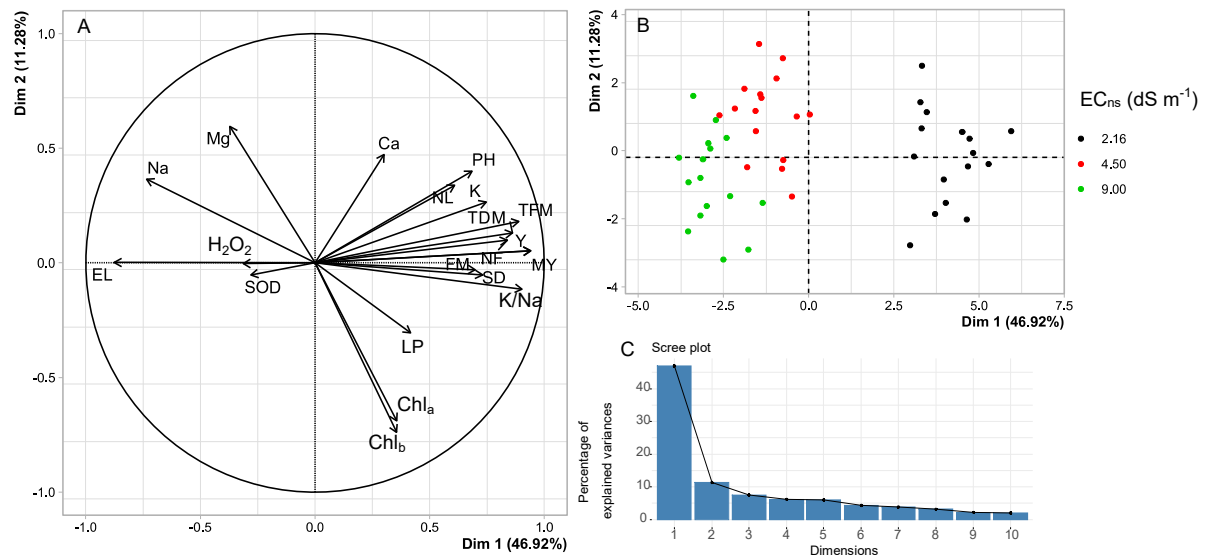 A
Dim 2 (11.28%)
1.0
0.5
0.0
-0.5
-1.0
Mg
Ca
Na
PH
NL
K
TFM
TDM
Y
H₂O₂
NF
EL
FM
MY
SOD
SD
K/Na
LP
Chlₐ
Chl_b
-1.0
-0.5
0.0
0.5
1.0
Dim 1 (46.92%)
B
Dim 2 (11.28%)
4
2
0
-2
-4
-5.0
-2.5
0.0
2.5
5.0
7.5
Dim 1 (46.92%)
ECₙₛ (dS m⁻¹)
2.16
4.50
9.00
C Scree plot
Percentage of
explained variances
40
30
20
10
0
1 2 3 4 5 6 7 8 9 10
Dimensions